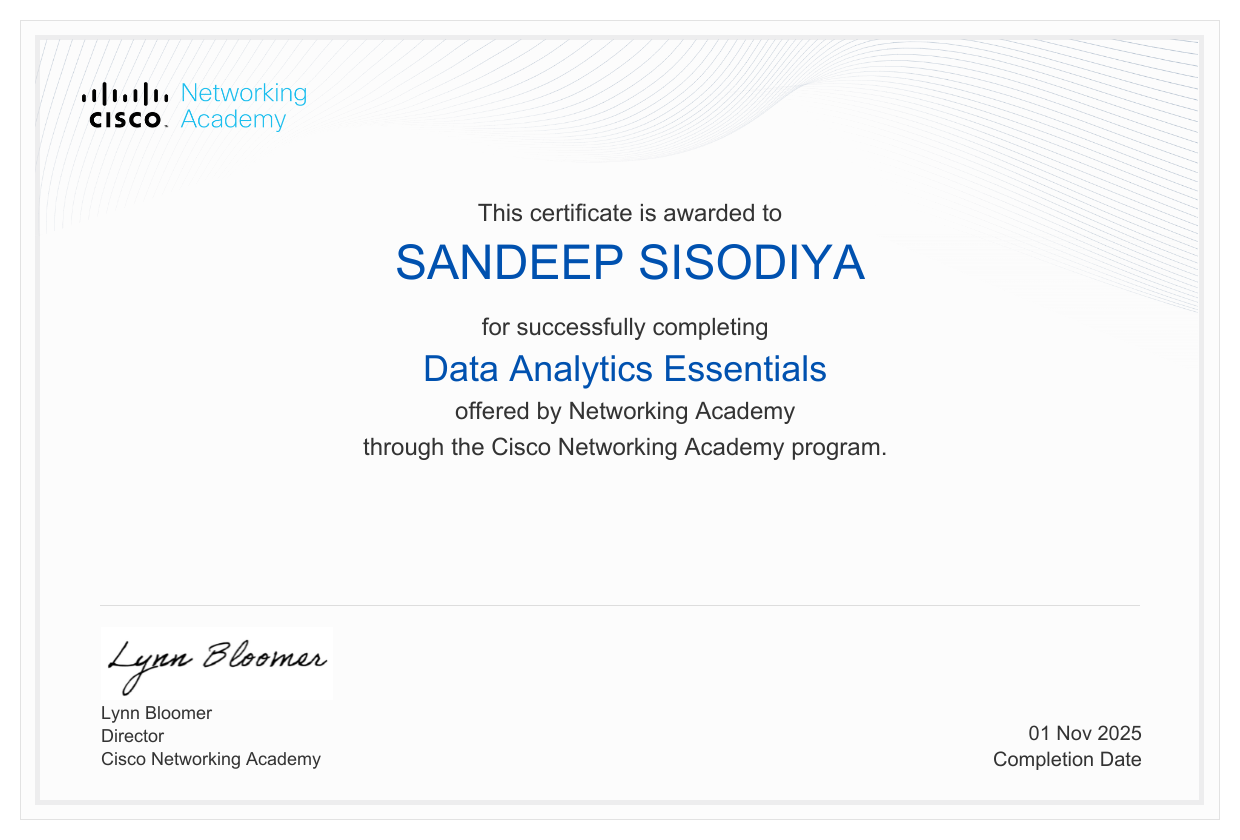 Networking
CISCO Academy
This certificate is awarded to
SANDEEP SISODIYA
for successfully completing
Data Analytics Essentials
offered by Networking Academy
through the Cisco Networking Academy program.
Lynn Bloomer
Lynn Bloomer
Director
Cisco Networking Academy
01 Nov 2025
Completion Date